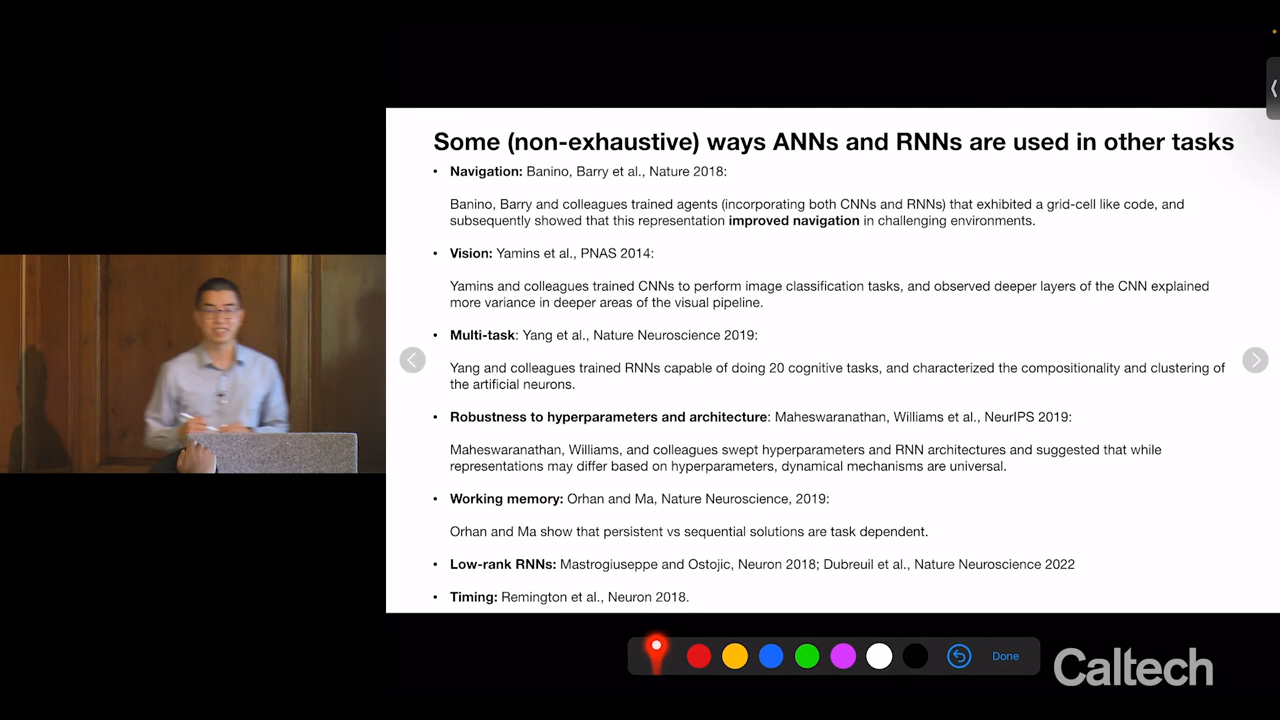 Some (non-exhaustive) ways ANNs and RNNs are used in other tasks
• Navigation: Banino, Barry et al., Nature 2018:
Banino, Barry and colleagues trained agents (incorporating both CNNs and RNNs) that exhibited a grid-cell like code, and
subsequently showed that this representation improved navigation in challenging environments.
• Vision: Yamins et al., PNAS 2014:
Yamins and colleagues trained CNNs to perform image classification tasks, and observed deeper layers of the CNN explained
more variance in deeper areas of the visual pipeline.
• Multi-task: Yang et al., Nature Neuroscience 2019:
Yang and colleagues trained RNNs capable of doing 20 cognitive tasks, and characterized the compositionality and clustering of
the artificial neurons.
• Robustness to hyperparameters and architecture: Maheswaranathan, Williams et al., NeurIPS 2019:
Maheswaranathan, Williams, and colleagues swept hyperparameters and RNN architectures and suggested that while
representations may differ based on hyperparameters, dynamical mechanisms are universal.
• Working memory: Orhan and Ma, Nature Neuroscience, 2019:
Orhan and Ma show that persistent vs sequential solutions are task dependent.
• Low-rank RNNs: Mastrogiuseppe and Ostojic, Neuron 2018; Dubreuil et al., Nature Neuroscience 2022
• Timing: Remington et al., Neuron 2018.
Done
Caltech